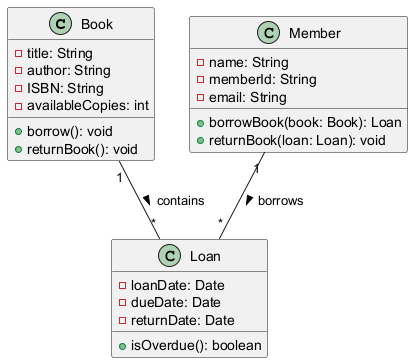 C Book
title: String
author: String
ISBN: String
availableCopies: int
borrow(): void
returnBook(): void
C Member
name: String
memberId: String
email: String
borrowBook(book: Book): Loan
returnBook(loan: Loan): void
1
contains
*
1
borrows
*
C Loan
loanDate: Date
dueDate: Date
returnDate: Date
isOverdue(): boolean